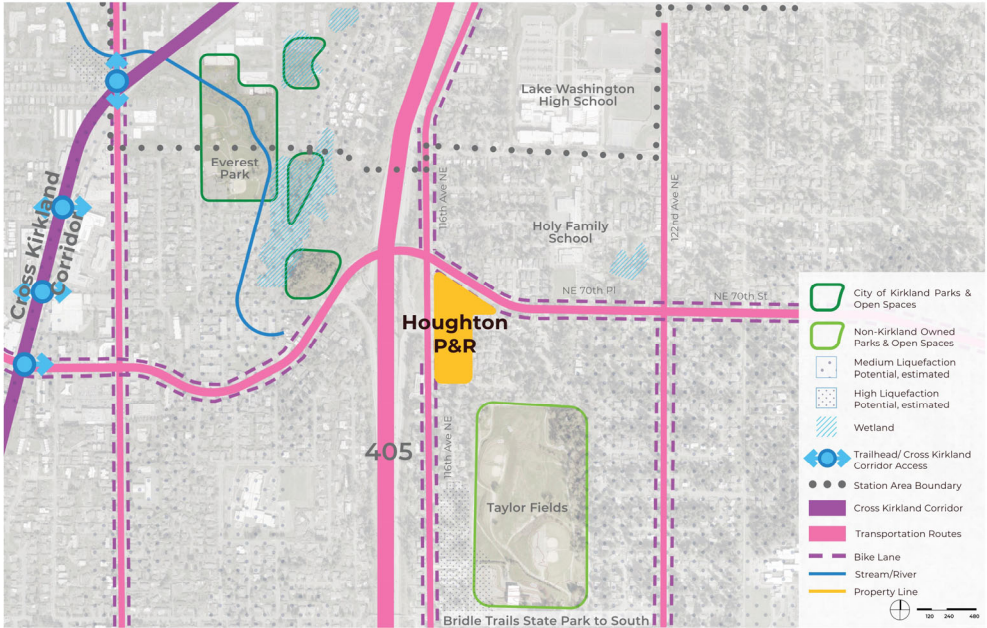 Lake Washington
High School
Everest
Park
116th Ave NE
122nd Ave NE
Cross Kirkland
Corridor
Holy Family
School
NE 70th Pl
NE 70th St
Houghton
P&R
405
116th Ave NE
Taylor Fields
Bridle Trails State Park to South
City of Kirkland Parks &
Open Spaces
Non-Kirkland Owned
Parks & Open Spaces
Medium Liquefaction
Potential, estimated
High Liquefaction
Potential, estimated
Wetland
Trailhead/ Cross Kirkland
Corridor Access
Station Area Boundary
Cross Kirkland Corridor
Transportation Routes
Bike Lane
Stream/River
Property Line
120 240 480